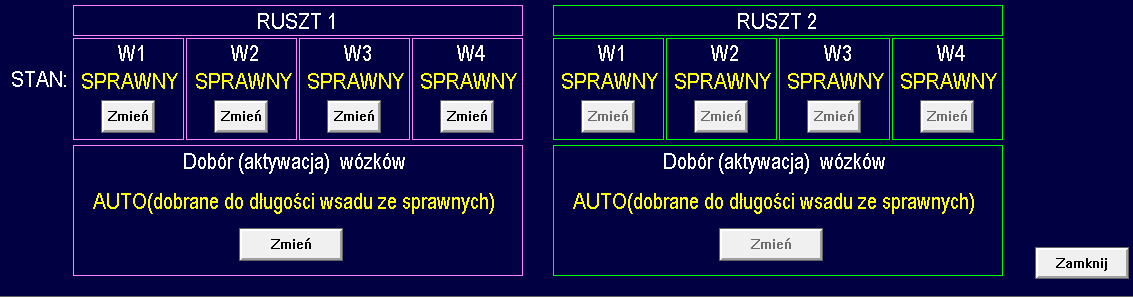 RUSZT 1
RUSZT 2
W1 W2 W3 W4
W1 W2 W3 W4
STAN: SPRAWNY SPRAWNY SPRAWNY SPRAWNY
SPRAWNY SPRAWNY SPRAWNY SPRAWNY
Zmień Zmień Zmień Zmień
Zmień Zmień Zmień Zmień
Dobór (aktywacja) wózków
AUTO(dobrane do długości wsadu ze sprawnych)
Zmień
Dobór (aktywacja) wózków
AUTO(dobrane do długości wsadu ze sprawnych)
Zmień
Zamknij